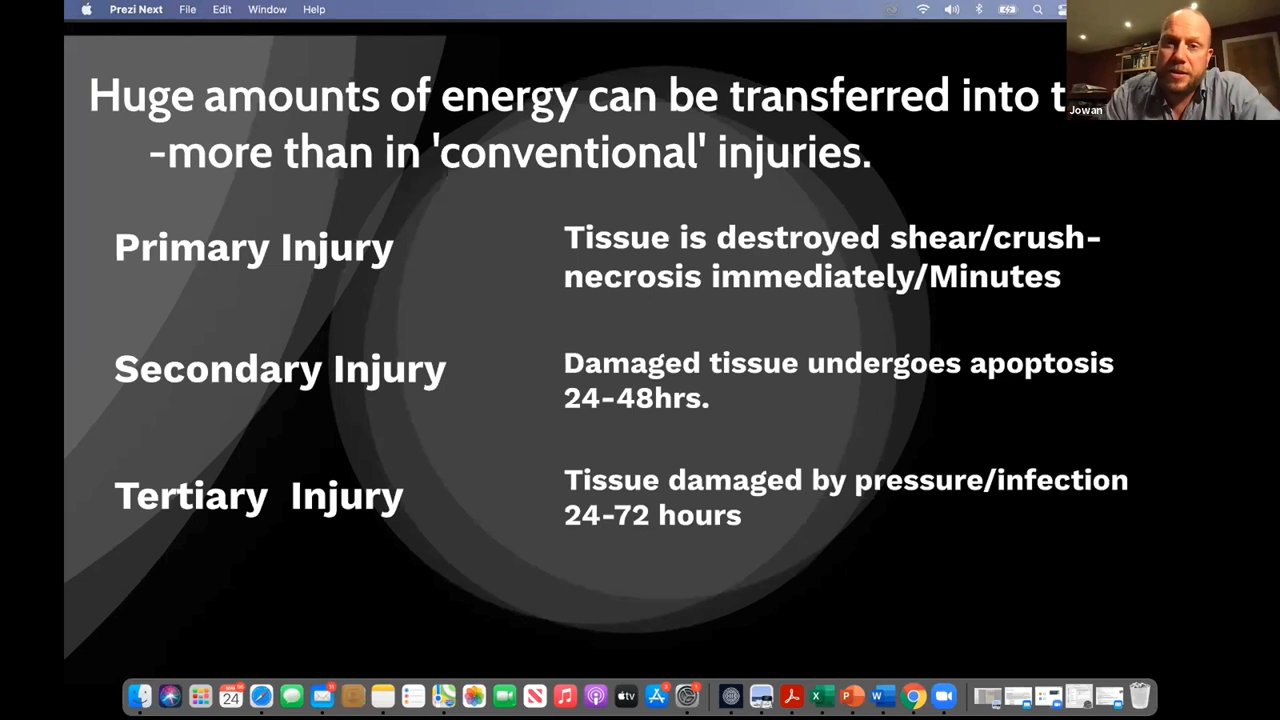 Prezi Next File Edit Window Help
Huge amounts of energy can be transferred into t
-more than in 'conventional' injuries.
Jowan
Primary Injury
Tissue is destroyed shear/crush-
necrosis immediately/Minutes
Secondary Injury
Damaged tissue undergoes apoptosis
24-48hrs.
Tertiary Injury
Tissue damaged by pressure/infection
24-72 hours
24
tv